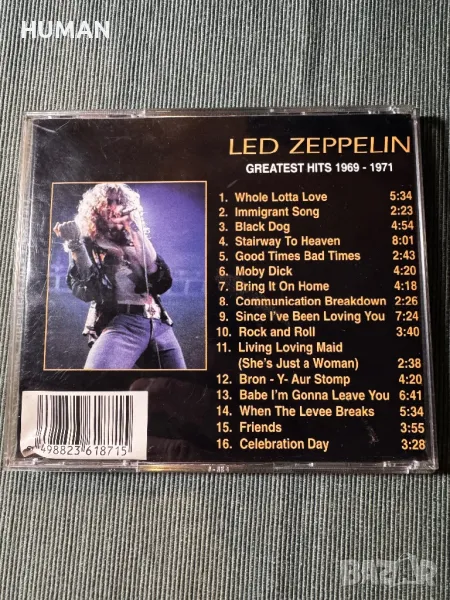 HUMAN
LED ZEPPELIN
GREATEST HITS 1969 - 1971
1. Whole Lotta Love 5:34
2. Immigrant Song 2:23
3. Black Dog 4:54
4. Stairway To Heaven 8:01
5. Good Times Bad Times 2:43
6. Moby Dick 4:20
7. Bring It On Home 4:18
8. Communication Breakdown 2:26
9. Since I've Been Loving You 7:24
10. Rock and Roll 3:40
11. Living Loving Maid
(She's Just a Woman) 2:38
12. Bron - Y- Aur Stomp 4:20
13. Babe I'm Gonna Leave You 6:41
14. When The Levee Breaks 5:34
15. Friends 3:55
16. Celebration Day 3:28
498823 618715
BAZAR